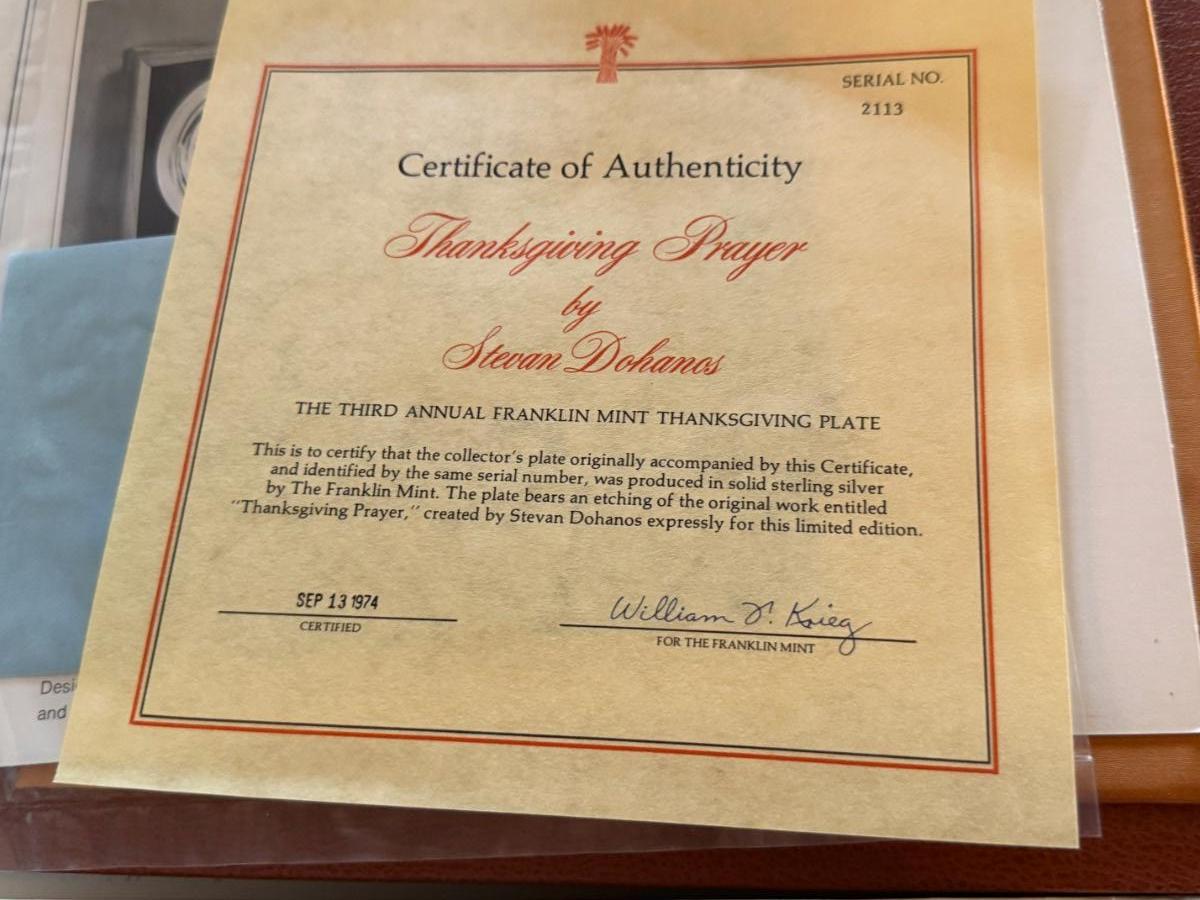 SERIAL NO.
2113
Certificate of Authenticity
Thanksgiving Prayer
by
Stevan Dohanos
THE THIRD ANNUAL FRANKLIN MINT THANKSGIVING PLATE
This is to certify that the collector's plate originally accompanied by this Certificate,
and identified by the same serial number, was produced in solid sterling silver
by The Franklin Mint. The plate bears an etching of the original work entitled
"Thanksgiving Prayer," created by Stevan Dohanos expressly for this limited edition.
SEP 13 1974
CERTIFIED
William T. Krieg
FOR THE FRANKLIN MINT
and